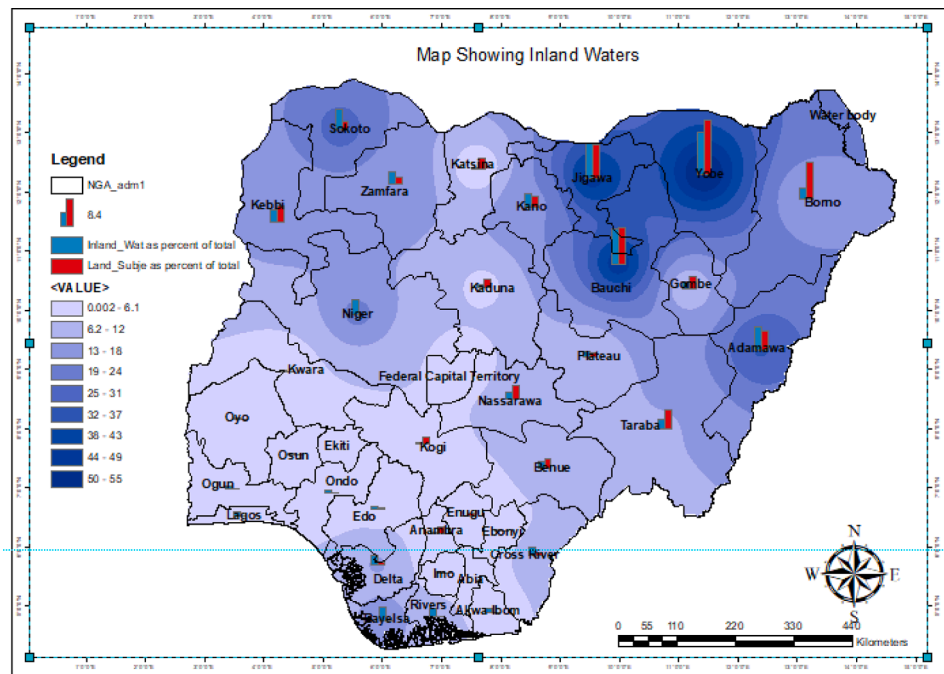 Map Showing Inland Waters
Legend
NGA_adm1
8.4
Inland_Wat as percent of total
Land_Subje as percent of total
<VALUE>
0.002 - 6.1
6.2 - 12
13 - 18
19 - 24
25 - 31
32 - 37
38 - 43
44 - 49
50 - 55
Water body
Sokoto
Katsina
Jigawa
Yobe
Zamfara
Kebbi
Kano
Borno
Kaduna
Bauchi
Gombe
Niger
Adamawa
Plateau
Kwara
Federal Capital Territory
Nassarawa
Oyo
Taraba
Ekiti
Kogi
Osun
Benue
Ogun
Ondo
Lagos
Edo
Enugu
Anambra
Ebonyi
Cross River
Delta
Imo
Abia
Rivers
Bayelsa
Akwa Ibom
N
W
E
S
0 55 110 220 330 440
Kilometers